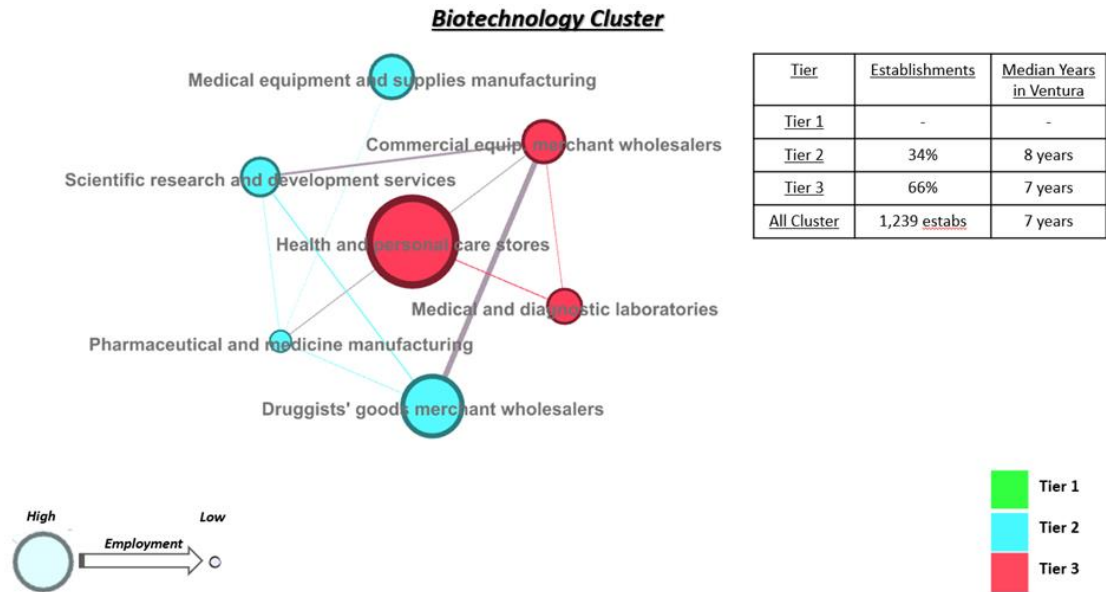 Biotechnology Cluster
Medical equipment and supplies manufacturing
Commercial equip. merchant wholesalers
Scientific research and development services
Health and personal care stores
Medical and diagnostic laboratories
Pharmaceutical and medicine manufacturing
Druggists' goods merchant wholesalers
Tier Establishments Median Years
in Ventura
Tier 1 - -
Tier 2 34% 8 years
Tier 3 66% 7 years
All Cluster 1,239 estabs 7 years
High Low
Employment
Tier 1
Tier 2
Tier 3